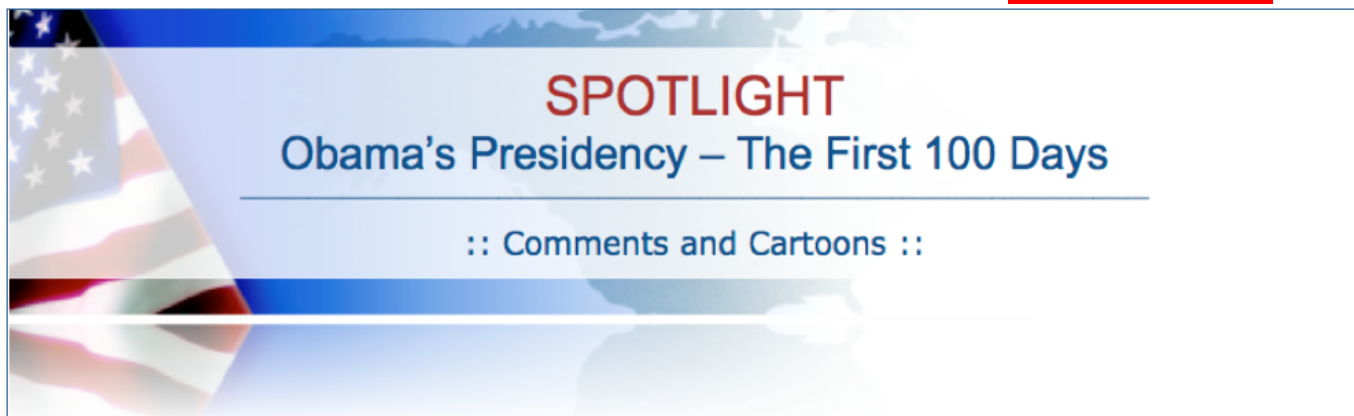 SPOTLIGHT
Obama’s Presidency – The First 100 Days
:: Comments and Cartoons ::